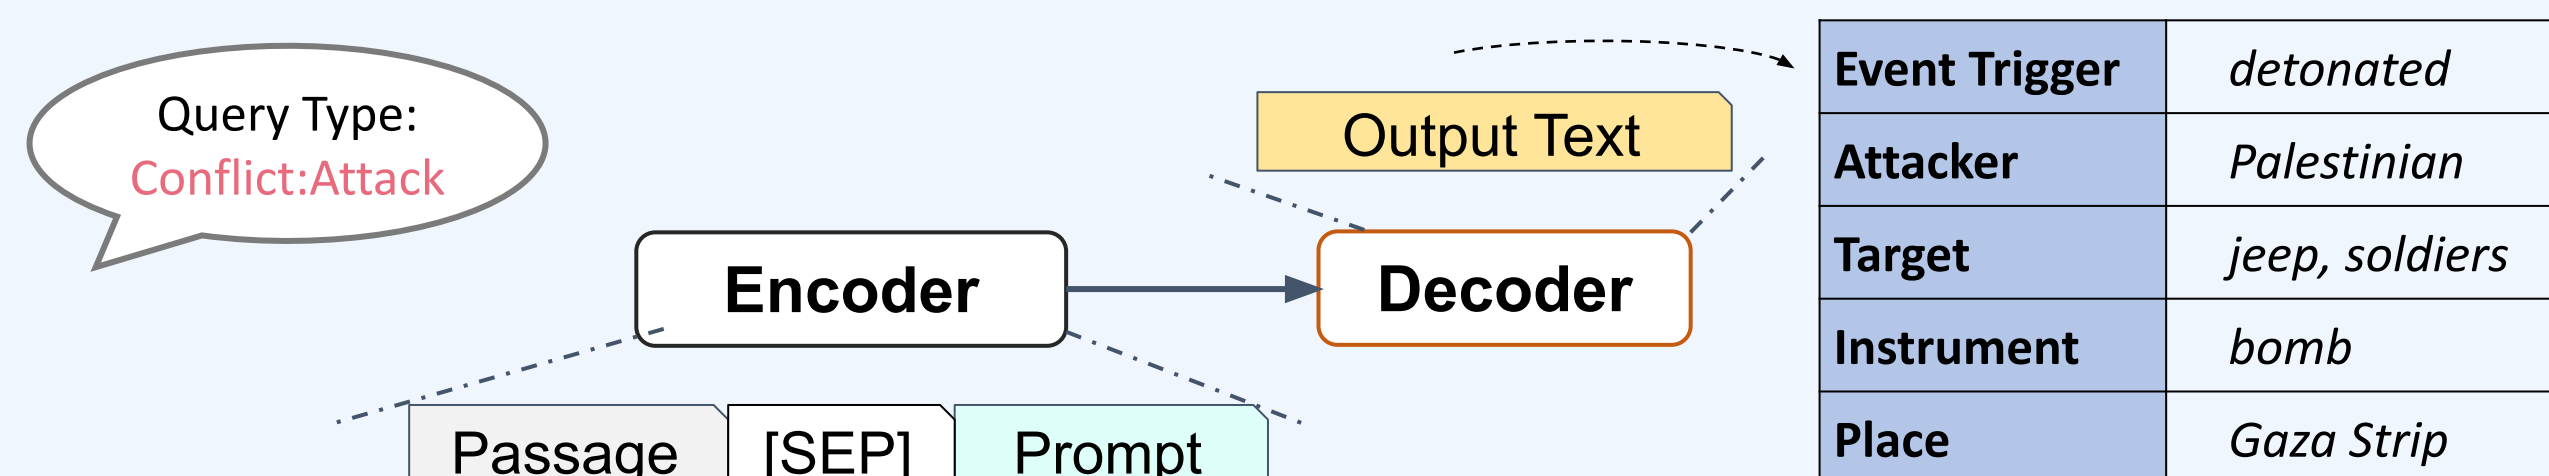 Query Type:
Conflict:Attack
Output Text
Encoder
Decoder
Passage
[SEP]
Prompt
Event Trigger detonated
Attacker Palestinian
Target jeep, soldiers
Instrument bomb
Place Gaza Strip